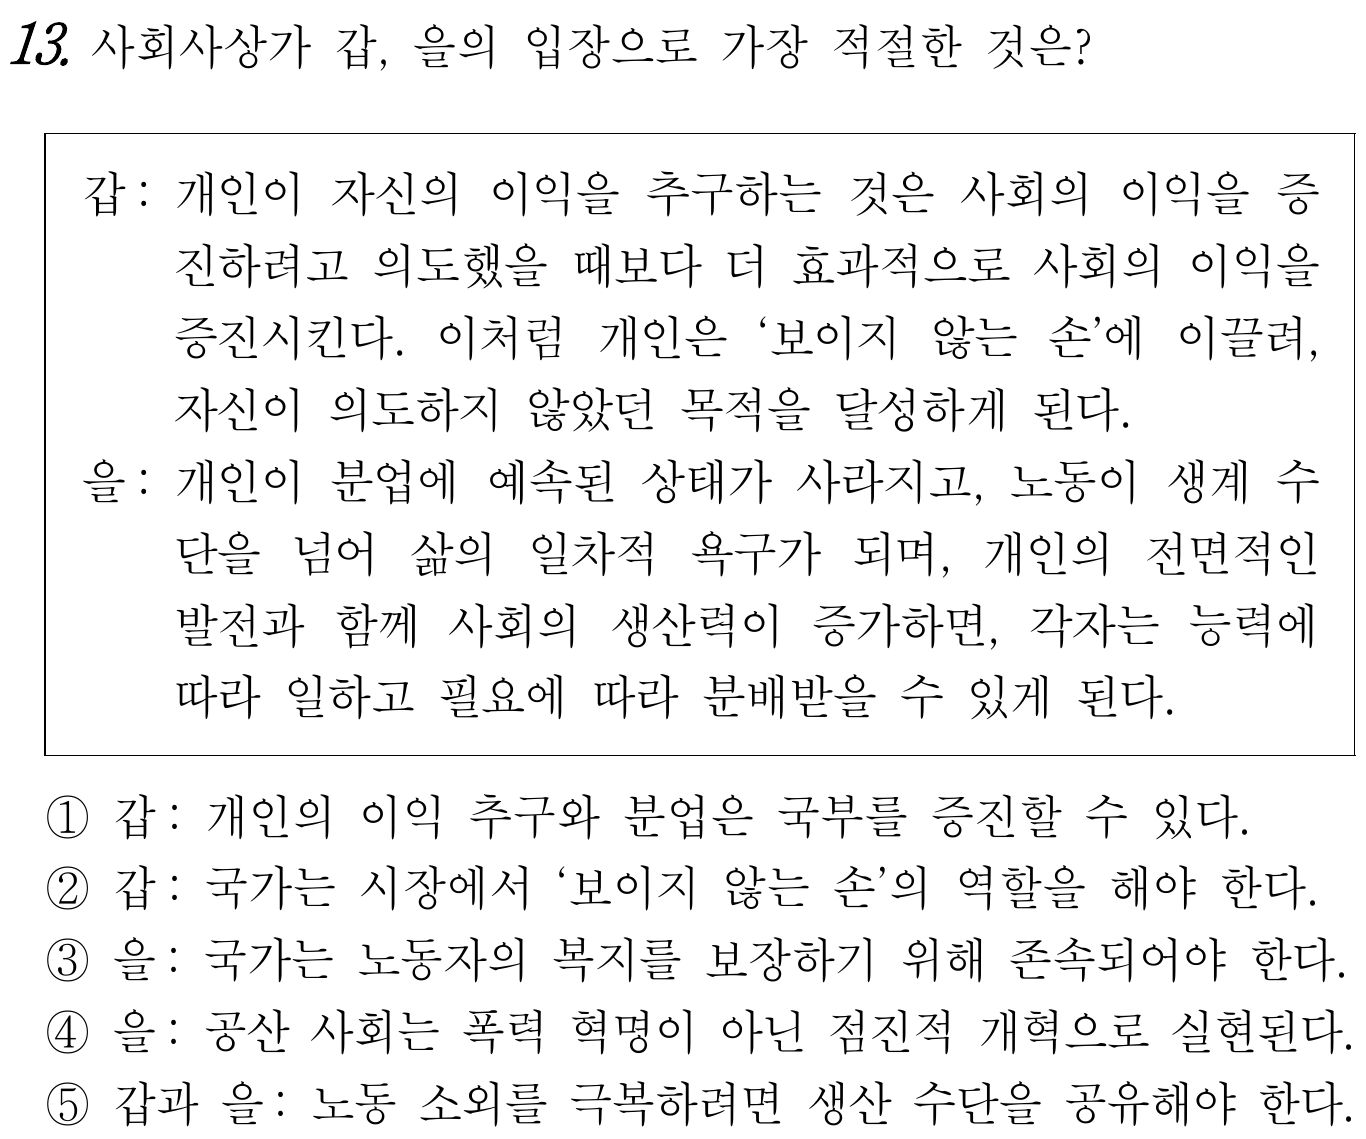 13. 사회사상가 갑, 을의 입장으로 가장 적절한 것은?
갑: 개인이 자신의 이익을 추구하는 것은 사회의 이익을 증
진하려고 의도했을 때보다 더 효과적으로 사회의 이익을
증진시킨다. 이처럼 개인은 ‘보이지 않는 손’에 이끌려,
자신이 의도하지 않았던 목적을 달성하게 된다.
을: 개인이 분업에 예속된 상태가 사라지고, 노동이 생계 수
단을 넘어 삶의 일차적 욕구가 되며, 개인의 전면적인
발전과 함께 사회의 생산력이 증가하면, 각자는 능력에
따라 일하고 필요에 따라 분배받을 수 있게 된다.
① 갑: 개인의 이익 추구와 분업은 국부를 증진할 수 있다.
② 갑: 국가는 시장에서 ‘보이지 않는 손’의 역할을 해야 한다.
③ 을: 국가는 노동자의 복지를 보장하기 위해 존속되어야 한다.
④ 을: 공산 사회는 폭력 혁명이 아닌 점진적 개혁으로 실현된다.
⑤ 갑과 을: 노동 소외를 극복하려면 생산 수단을 공유해야 한다.